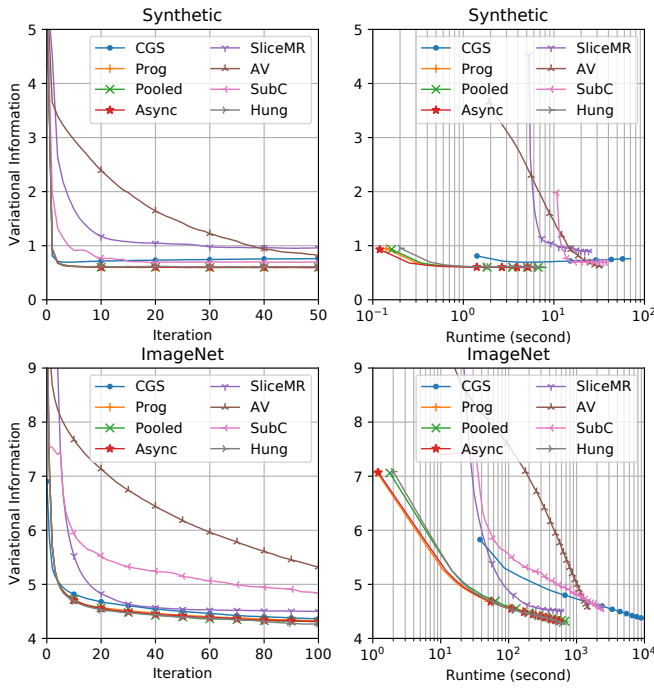 Synthetic
Variational Information
5
4
3
2
1
0
CGS
Prog
Pooled
Async
SliceMR
AV
SubC
Hung
0 10 20 30 40 50
Iteration
Synthetic
5
4
3
2
1
0
CGS
Prog
Pooled
Async
SliceMR
AV
SubC
Hung
10−1 100 101 102
Runtime (second)
ImageNet
Variational Information
9
8
7
6
5
4
CGS
Prog
Pooled
Async
SliceMR
AV
SubC
Hung
0 20 40 60 80 100
Iteration
ImageNet
9
8
7
6
5
4
CGS
Prog
Pooled
Async
SliceMR
AV
SubC
Hung
100 101 102 103 104
Runtime (second)